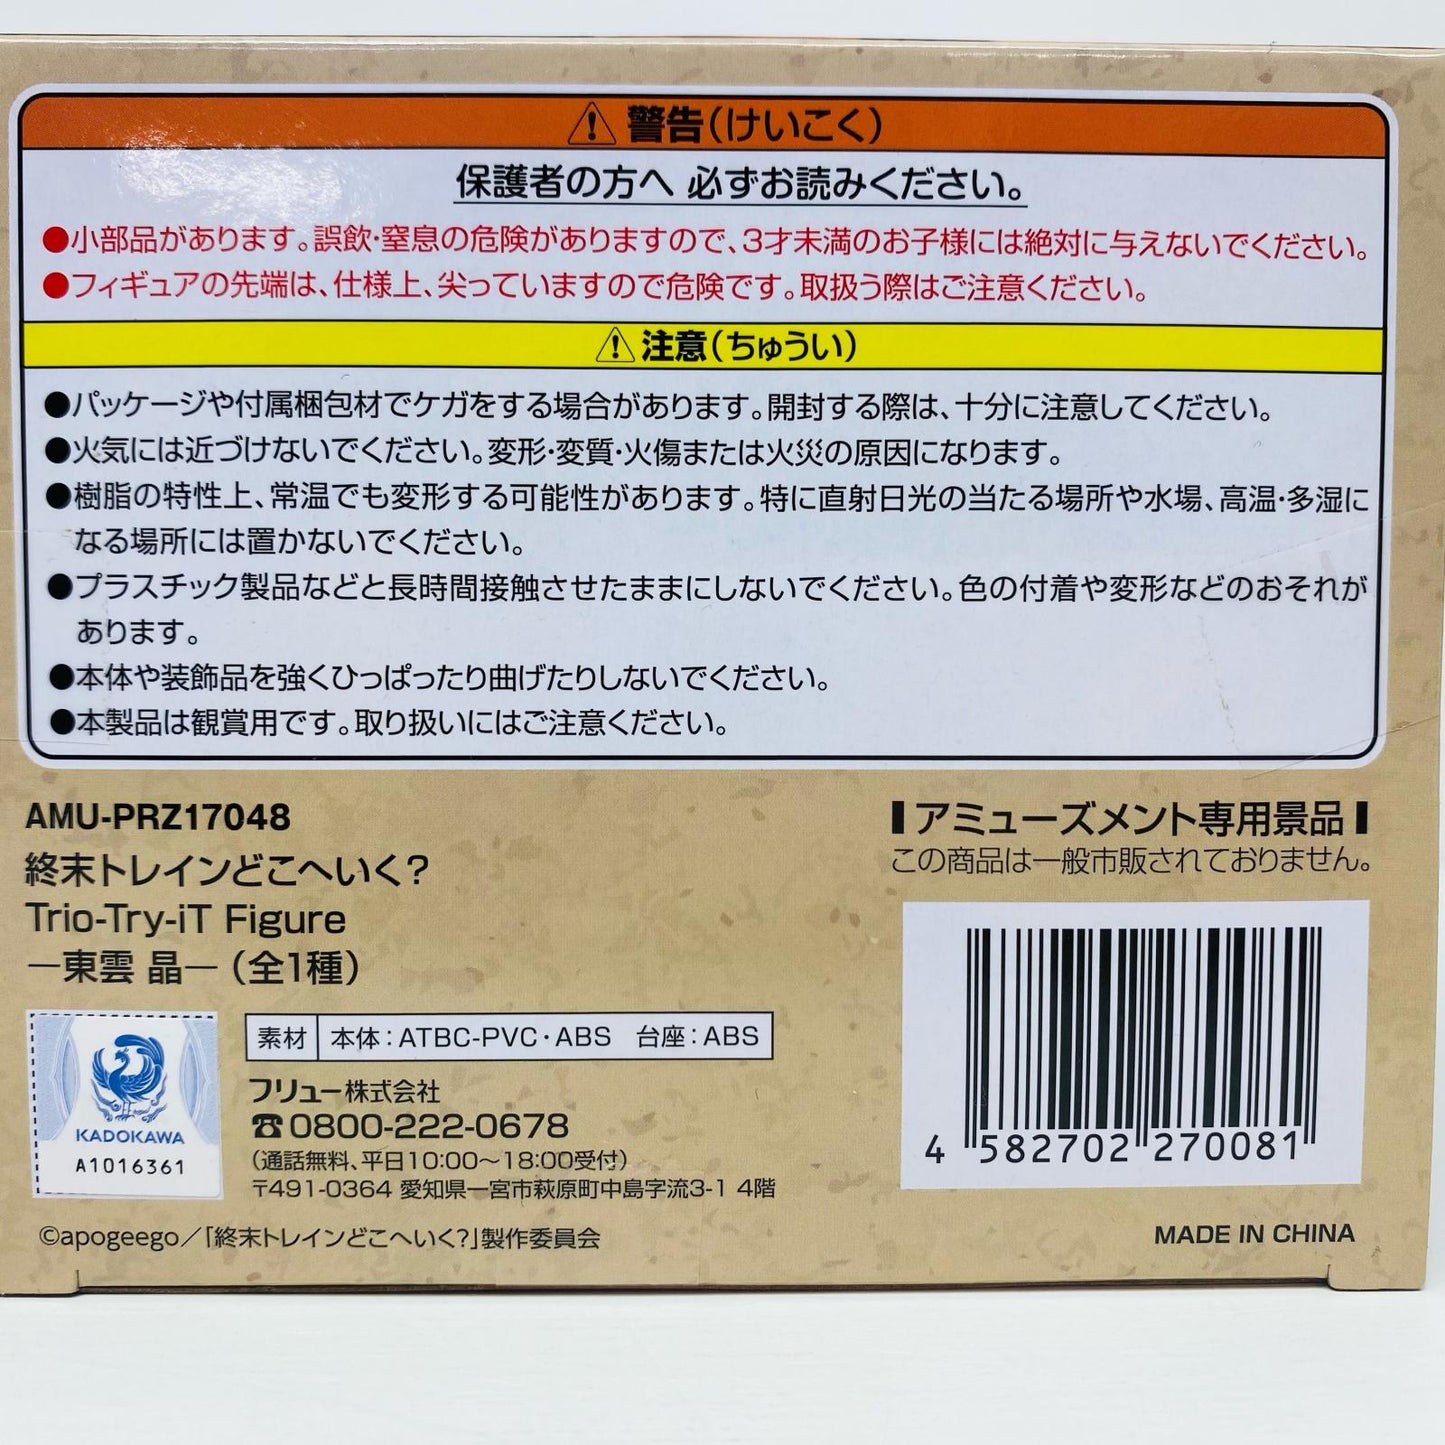 ⚠警告(けいこく)
保護者の方へ 必ずお読みください。
●小部品があります。誤飲・窒息の危険がありますので、3才未満のお子様には絶対に与えないでください。
●フィギュアの先端は、仕様上、尖っていますので危険です。取扱う際はご注意ください。
⚠注意(ちゅうい)
●パッケージや付属梱包材でケガをする場合があります。開封する際は、十分に注意してください。
●火気には近づけないでください。変形・変質・火傷または火災の原因になります。
●樹脂の特性上、常温でも変形する可能性があります。特に直射日光の当たる場所や水場、高温・多湿に
なる場所には置かないでください。
●プラスチック製品などと長時間接触させたままにしないでください。色の付着や変形などのおそれが
あります。
●本体や装飾品を強くひっぱったり曲げたりしないでください。
●本製品は観賞用です。取り扱いにはご注意ください。
AMU-PRZ17048
終末トレインどこへいく?
Trio-Try-iT Figure
―東雲 晶― (全1種)
アミューズメント専用景品
この商品は一般市販されておりません。
素材 本体:ATBC-PVC・ABS 台座:ABS
KADOKAWA
A1016361
フリュー株式会社
☎0800-222-0678
(通話無料、平日10:00~18:00受付)
〒491-0364 愛知県一宮市萩原町中島字流3-1 4階
4 582702 270081
©apogeego/「終末トレインどこへいく?」製作委員会
MADE IN CHINA